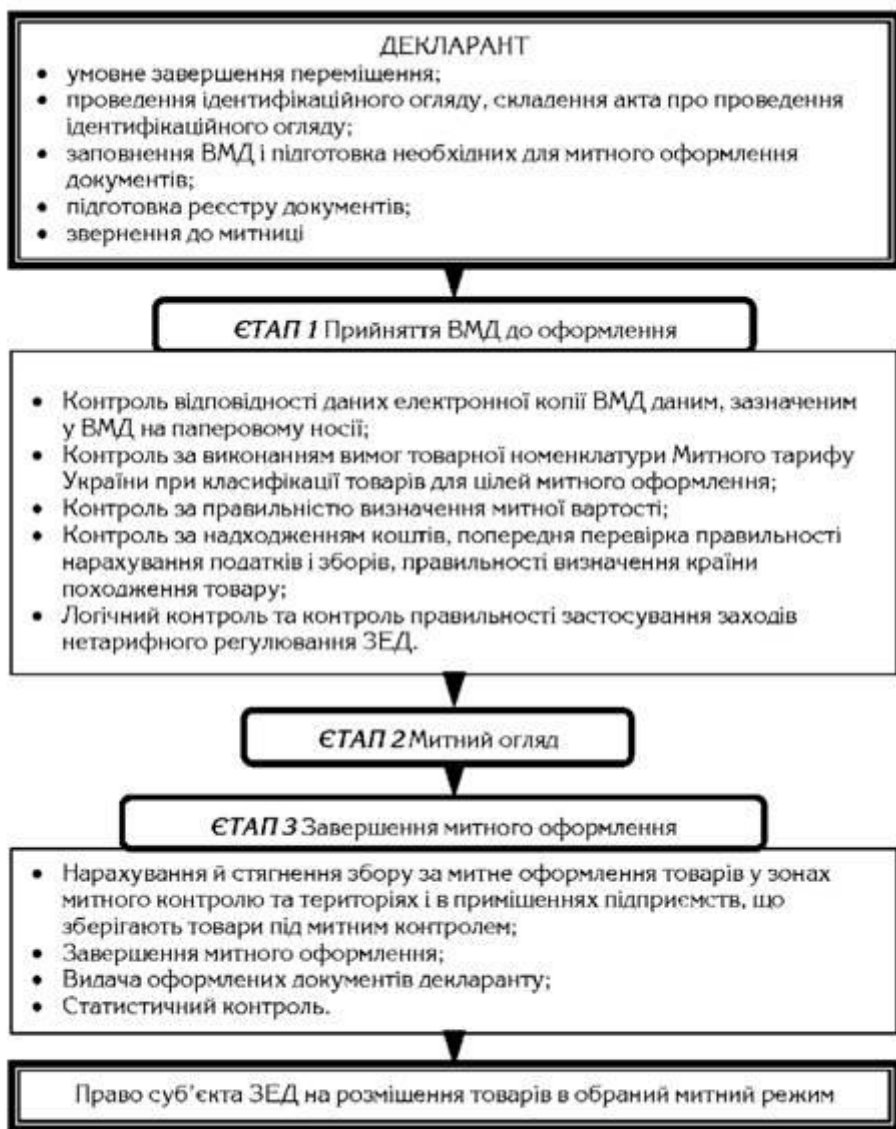 ДЕКЛАРАНТ
• умовне завершення переміщення;
• проведення ідентифікаційного огляду, складення акта про проведення
ідентифікаційного огляду;
• заповнення ВМД і підготовка необхідних для митного оформлення
документів;
• підготовка реєстру документів;
• звернення до митниці
ЄТАП 1 Прийняття ВМД до оформлення
• Контроль відповідності даних електронної копії ВМД даним, зазначеним
у ВМД на паперовому носії;
• Контроль за виконанням вимог товарної номенклатури Митного тарифу
України при класифікації товарів для цілей митного оформлення;
• Контроль за правильністю визначення митної вартості;
• Контроль за надходженням коштів, попередня перевірка правильності
нарахування податків і зборів, правильності визначення країни
походження товару;
• Логічний контроль та контроль правильності застосування заходів
нетарифного регулювання ЗЕД.
ЄТАП 2 Митний огляд
ЄТАП 3 Завершення митного оформлення
• Нарахування й стягнення збору за митне оформлення товарів у зонах
митного контролю та територіях і в приміщеннях підприємств, що
зберігають товари під митним контролем;
• Завершення митного оформлення;
• Видача оформлених документів декларанту;
• Статистичний контроль.
Право суб’єкта ЗЕД на розміщення товарів в обраний митний режим